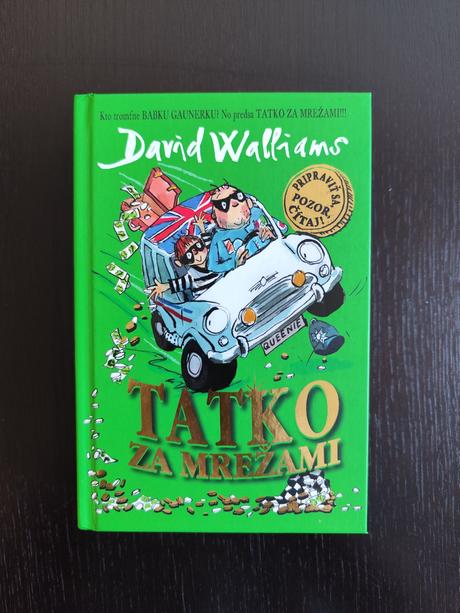 Kto tromfne BABKU GAUNERKU? No predsa TATKO ZA MREŽAMI!!!
David Walliams
PRIPRAVIŤ SA
POZOR,
ČÍTAJ!
QUEENIE
TATKO
ZA MREŽAMI